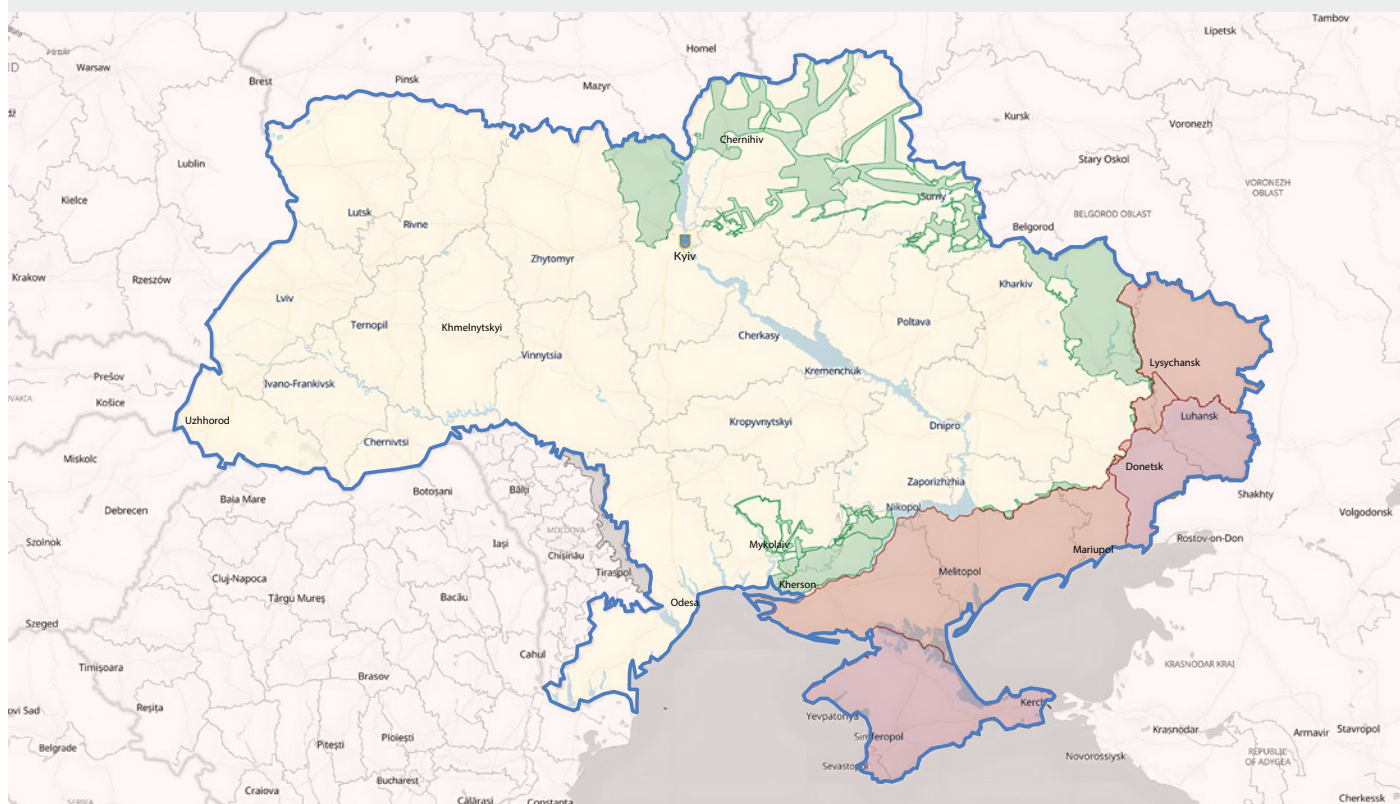 Tambov
Lipetsk
Homel
Warsaw
Brest
Pinsk
Mazyr
Kursk
Voronezh
Chernihiv
Lublin
Stary Oskol
VORONEZH
OBLAST
Kielce
Lutsk
Rivne
Sumy
BELGOROD OBLAST
Belgorod
Kyiv
Zhytomyr
Krakow
Rzeszów
Kharkiv
Lviv
Ternopil
Khmelnytskyi
Cherkasy
Poltava
Vinnytsia
Lysychansk
Prešov
Kremenchuk
Ivano-Frankivsk
Košice
Uzhhorod
Kropyvnytskyi
Dnipro
Luhansk
Chernivtsi
Miskolc
Donetsk
Zaporizhzhia
Botoșani
Bălți
Baia Mare
Shakhty
Debrecen
Nikopol
Volgodonsk
MOLDOVA
Szolnok
Iași
Mykolaiv
Mariupol
Rostov-on-Don
Chișinău
Tiraspol
Melitopol
Cluj-Napoca
Kherson
Târgu Mureș
Bacău
Odesa
Szeged
Cahul
KRASNODAR KRAI
Timișoara
Brasov
Reșița
ovi Sad
Kerch
Yevpatoriya
Krasnodar
Stavropol
Armavir
Ploiești
Simferopol
Pitești
Belgrade
REPUBLIC
OF ADYGEA
Novorossiysk
Sevastopol
Bucharest
Craiova
Călărași
Constanța
Cherkessk
SERBIA